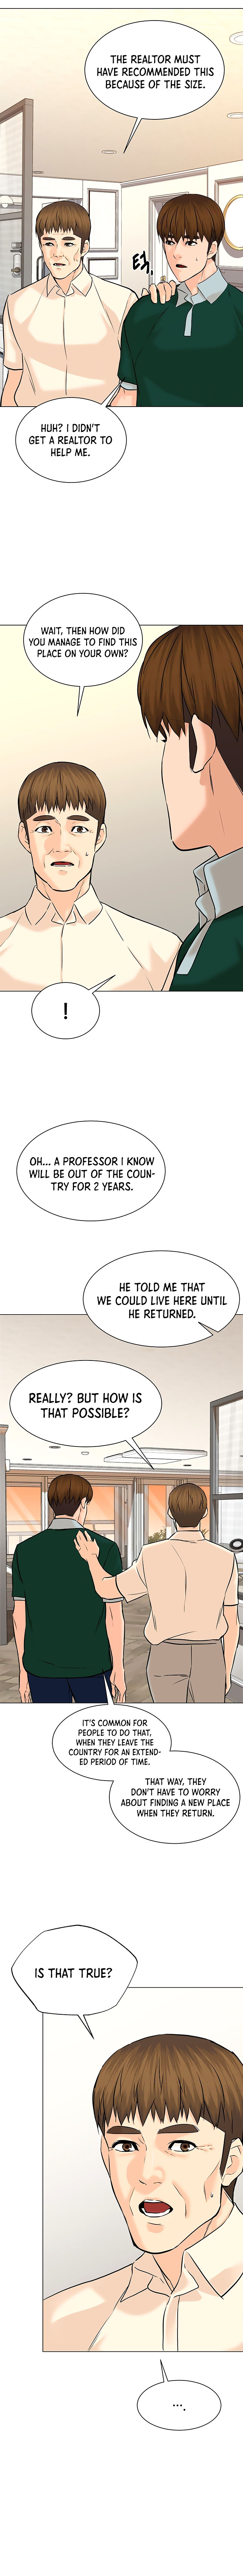 THE REALTOR MUST
HAVE RECOMMENDED THIS
BECAUSE OF THE SIZE.
턱.
HUH? I DIDN'T
GET A REALTOR TO
HELP ME.
WAIT, THEN HOW DID
YOU MANAGE TO FIND THIS
PLACE ON YOUR OWN?
!
OH... A PROFESSOR I KNOW
WILL BE OUT OF THE COUN-
TRY FOR 2 YEARS.
HE TOLD ME THAT
WE COULD LIVE HERE UNTIL
HE RETURNED.
REALLY? BUT HOW IS
THAT POSSIBLE?
IT'S COMMON FOR
PEOPLE TO DO THAT,
WHEN THEY LEAVE THE
COUNTRY FOR AN EXTEND-
ED PERIOD OF TIME.
THAT WAY, THEY
DON'T HAVE TO WORRY
ABOUT FINDING A NEW PLACE
WHEN THEY RETURN.
IS THAT TRUE?
....